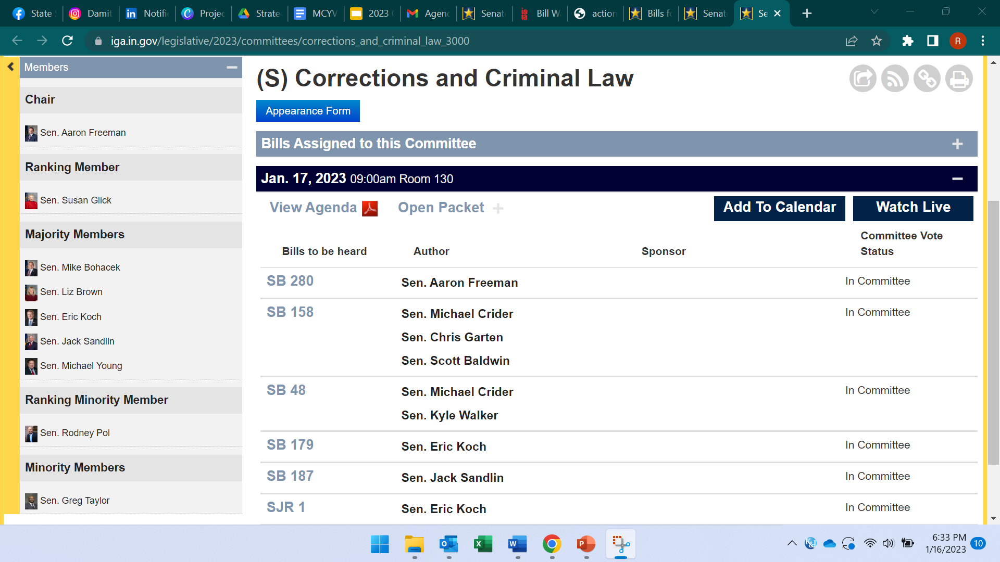 State
Damit
Notifi
Projec
Strate
MCYV
2023
Agenc
Senat
Bill W
action
Bills fo
Senat
Se
iga.in.gov/legislative/2023/committees/corrections_and_criminal_law_3000
R
Members
Chair
Sen. Aaron Freeman
Ranking Member
Sen. Susan Glick
Majority Members
Sen. Mike Bohacek
Sen. Liz Brown
Sen. Eric Koch
Sen. Jack Sandlin
Sen. Michael Young
Ranking Minority Member
Sen. Rodney Pol
Minority Members
Sen. Greg Taylor
(S) Corrections and Criminal Law
Appearance Form
Bills Assigned to this Committee
Jan. 17, 2023 09:00am Room 130
View Agenda Open Packet Add To Calendar Watch Live
Bills to be heard Author Sponsor Committee Vote Status
SB 280 Sen. Aaron Freeman In Committee
SB 158 Sen. Michael Crider In Committee
Sen. Chris Garten
Sen. Scott Baldwin
SB 48 Sen. Michael Crider In Committee
Sen. Kyle Walker
SB 179 Sen. Eric Koch In Committee
SB 187 Sen. Jack Sandlin In Committee
SJR 1 Sen. Eric Koch In Committee
6:33 PM
1/16/2023
10